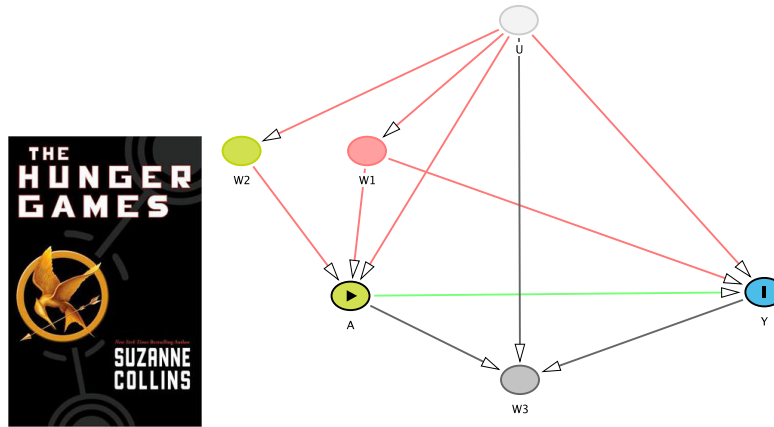 THE
HUNGER
GAMES
New York Times Bestselling Author
SUZANNE
COLLINS
U
W2
W1
A
Y
W3